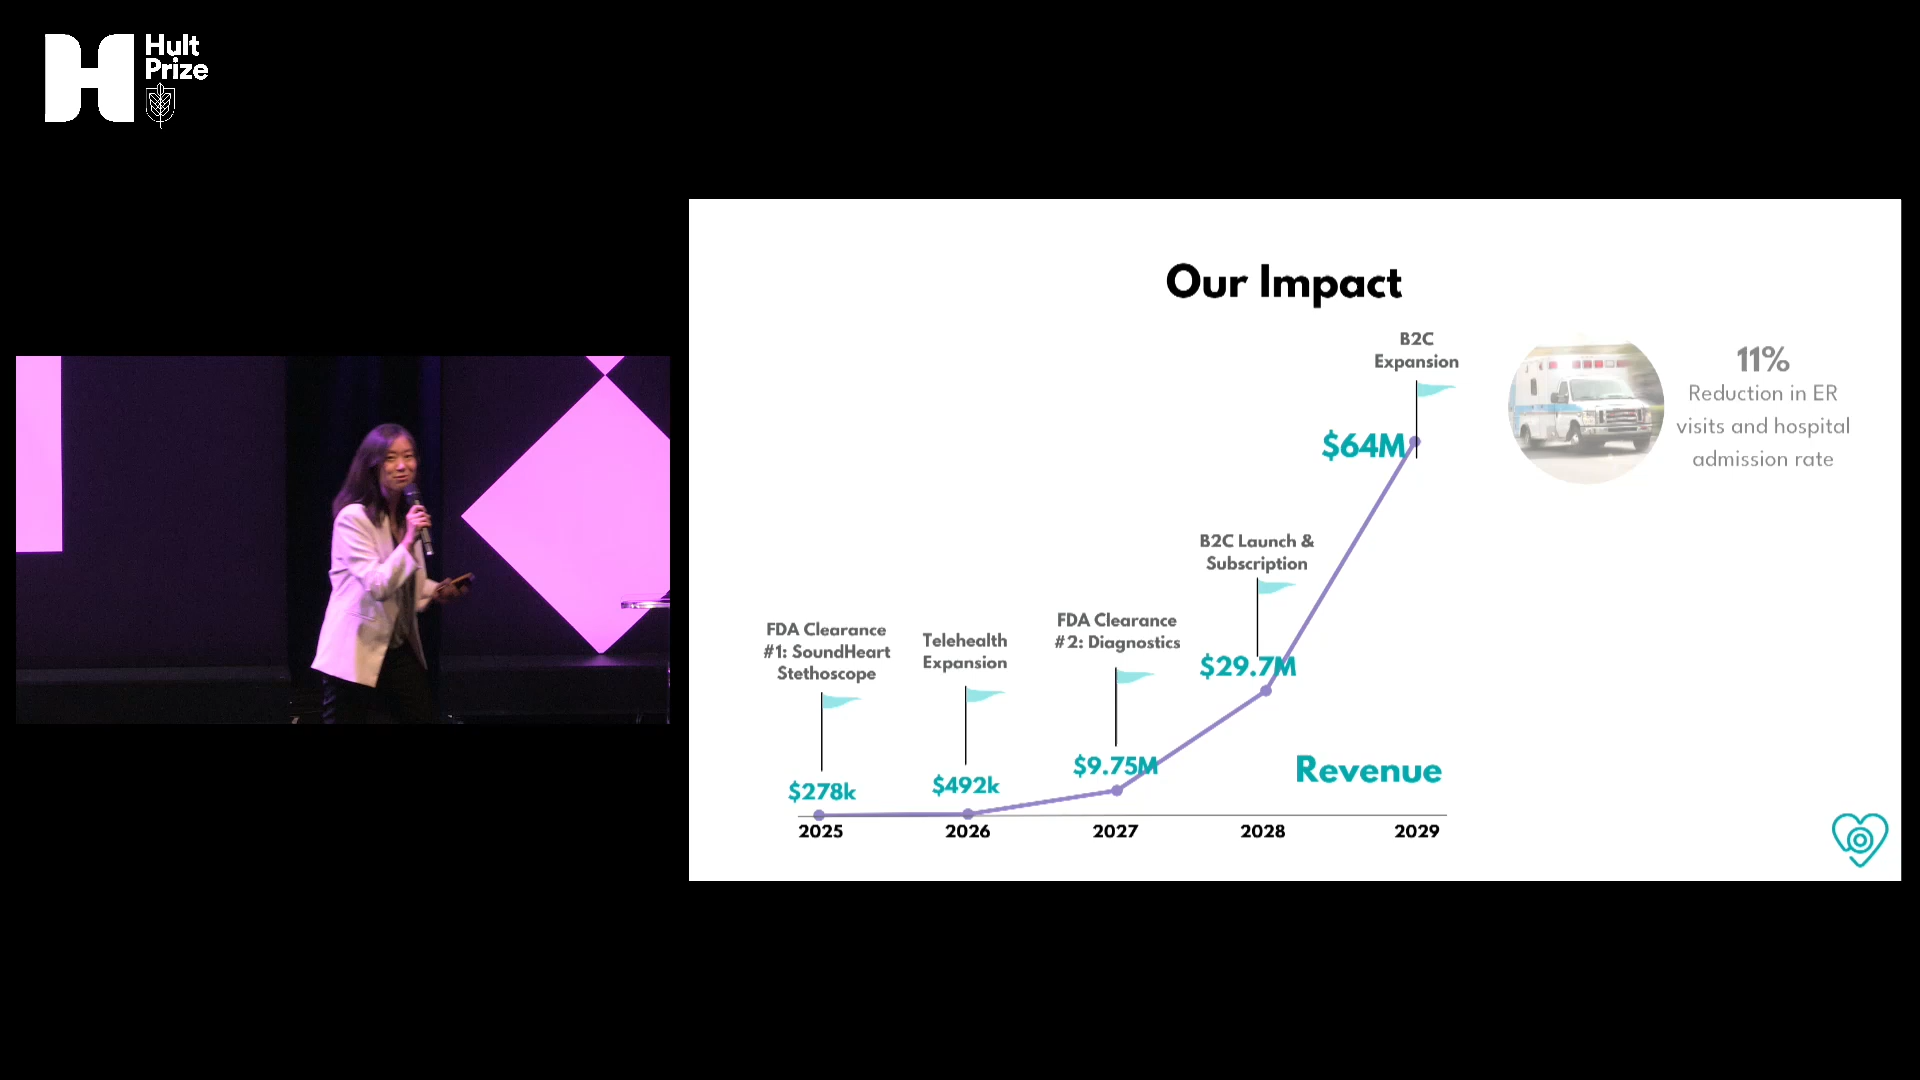 Hult
Prize
Our Impact
B2C
Expansion
$64M
11%
Reduction in ER
visits and hospital
admission rate
B2C Launch &
Subscription
$29.7M
FDA Clearance
#2: Diagnostics
$9.75M
Telehealth
Expansion
$492k
FDA Clearance
#1: SoundHeart
Stethoscope
$278k
Revenue
2025
2026
2027
2028
2029